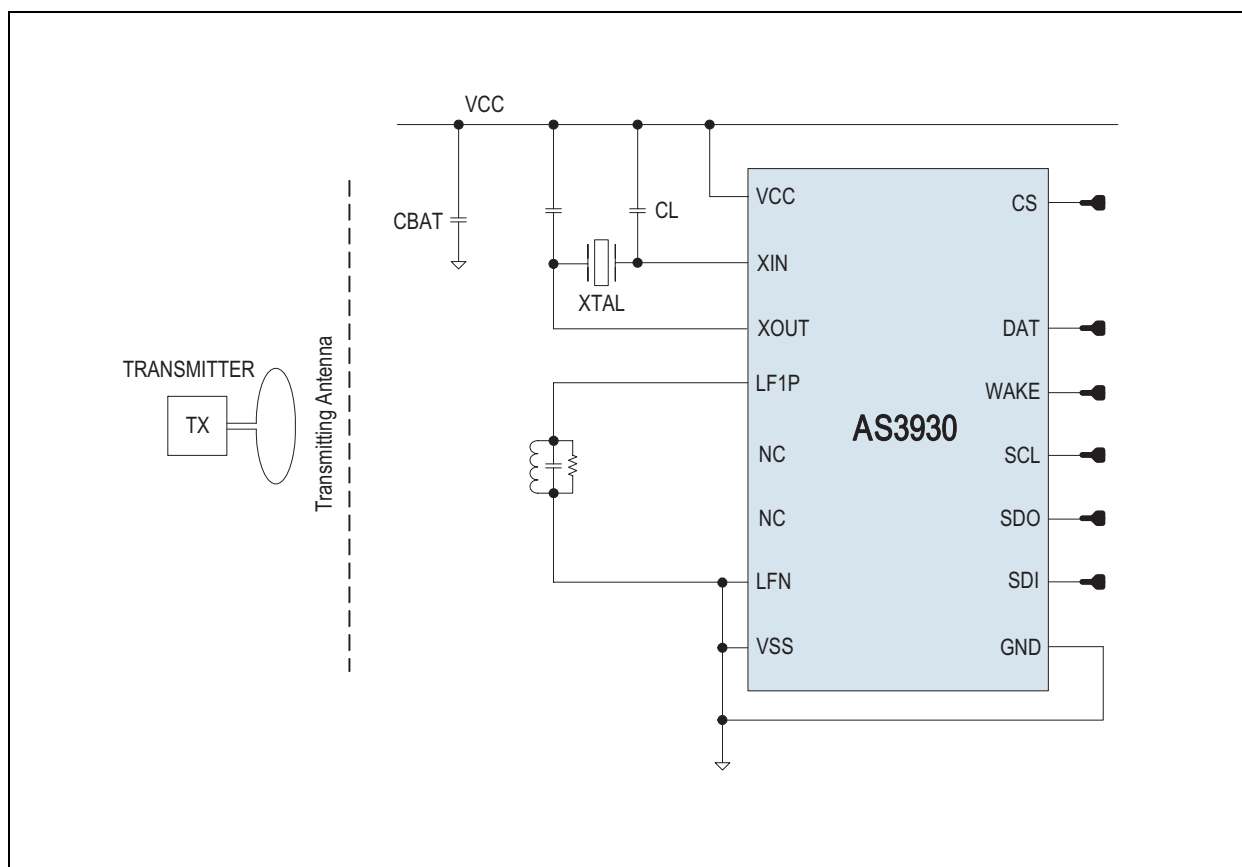 VCC
CBAT
CL
XTAL
TRANSMITTER
TX
Transmitting Antenna
VCC
XIN
XOUT
LF1P
NC
NC
LFN
VSS
AS3930
CS
DAT
WAKE
SCL
SDO
SDI
GND